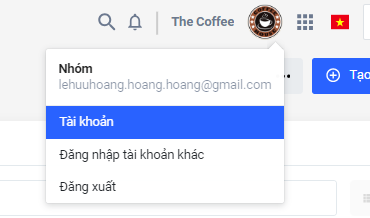 The Coffee
Nhóm
lehuuhoang.hoang.hoang@gmail.com
Tạo
Tài khoản
Đăng nhập tài khoản khác
Đăng xuất